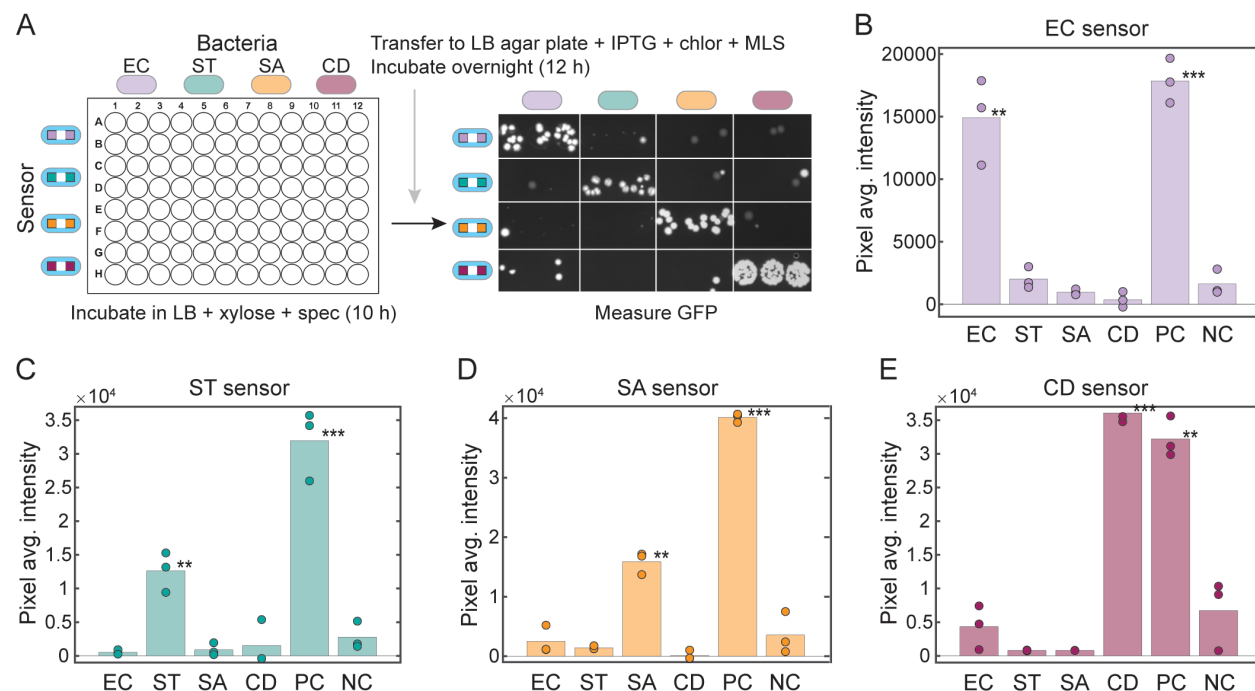 A
Bacteria
EC ST SA CD
1 2 3 4 5 6 7 8 9 10 11 12
A
B
C
D
E
F
G
H
Sensor
Incubate in LB + xylose + spec (10 h)
Transfer to LB agar plate + IPTG + chlor + MLS
Incubate overnight (12 h)
Measure GFP
B
EC sensor
Pixel avg. intensity
20000
15000
10000
5000
0
**
***
EC ST SA CD PC NC
C
ST sensor
×10⁴
Pixel avg. intensity
3.5
3
2.5
2
1.5
1
0.5
0
**
***
EC ST SA CD PC NC
D
SA sensor
×10⁴
Pixel avg. intensity
4
2
0
**
***
EC ST SA CD PC NC
E
CD sensor
×10⁴
Pixel avg. intensity
3.5
3
2.5
2
1.5
1
0.5
0
***
**
EC ST SA CD PC NC